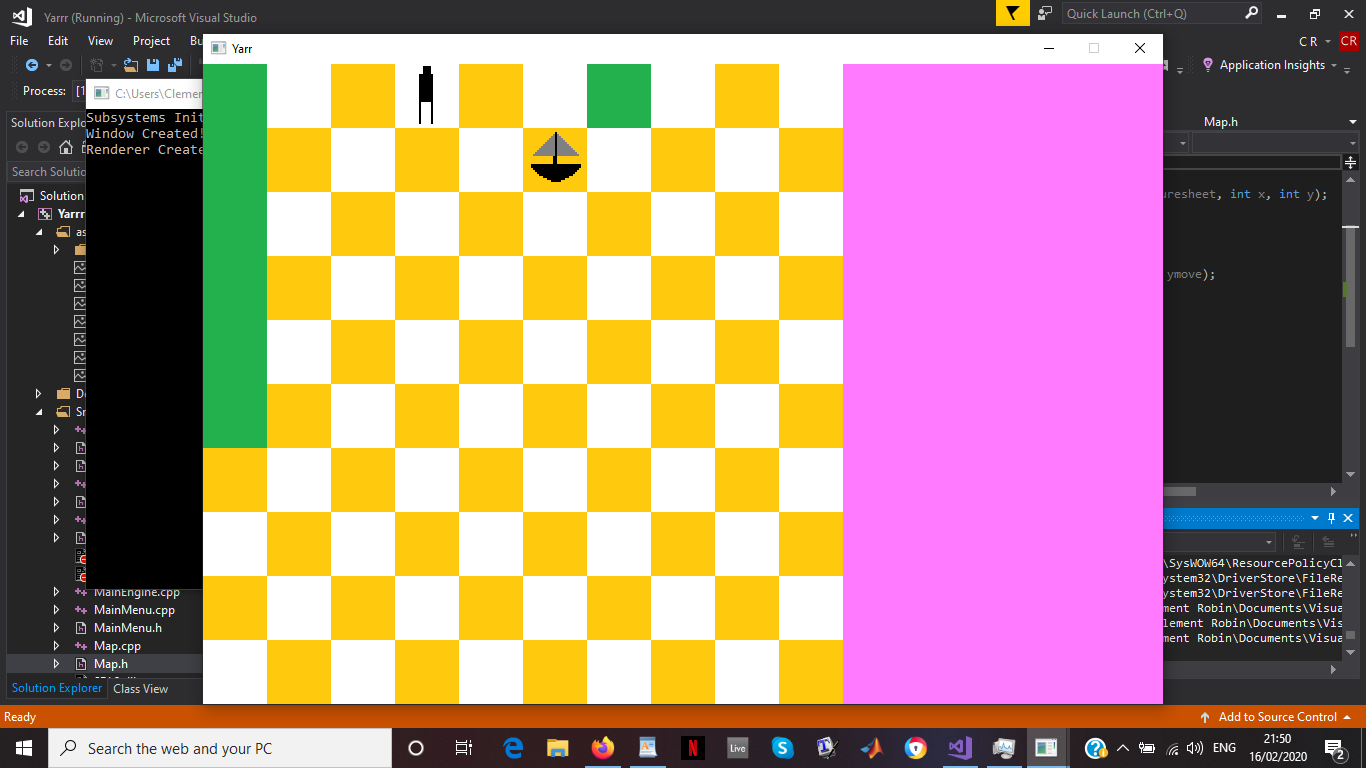 Yarrr (Running) - Microsoft Visual Studio
Quick Launch (Ctrl+Q)
File Edit View Project Bu
C R CR
Yarr
Application Insights
Process: [1
C:\Users\Clemen
Subsystems Init
Window Created!
Renderer Create
Solution Explo
Map.h
Search Solutio
Solution
uresheet, int x, int y);
Yarrr
as
ymove);
D
Sr
\SysWOW64\ResourcePolicyCl
ystem32\DriverStore\FileRe
ystem32\DriverStore\FileRe
MainEngine.cpp
ment Robin\Documents\Visua
MainMenu.cpp
lement Robin\Documents\Vis
MainMenu.h
ment Robin\Documents\Visua
Map.cpp
Map.h
Solution Explorer Class View
Ready
Add to Source Control
Search the web and your PC
Live
ENG
21:50
16/02/2020
2